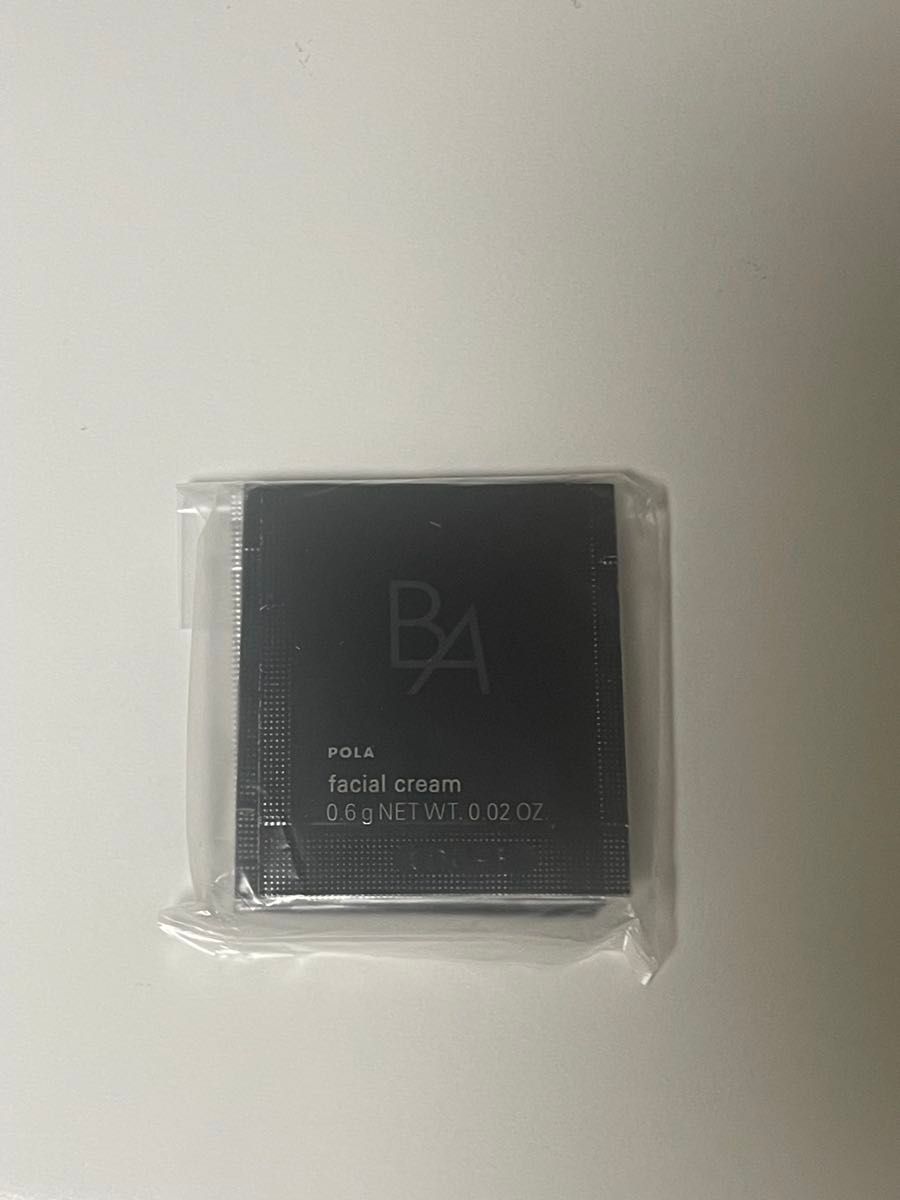 BA
POLA
facial cream
0.6 g NET WT. 0.02 OZ.